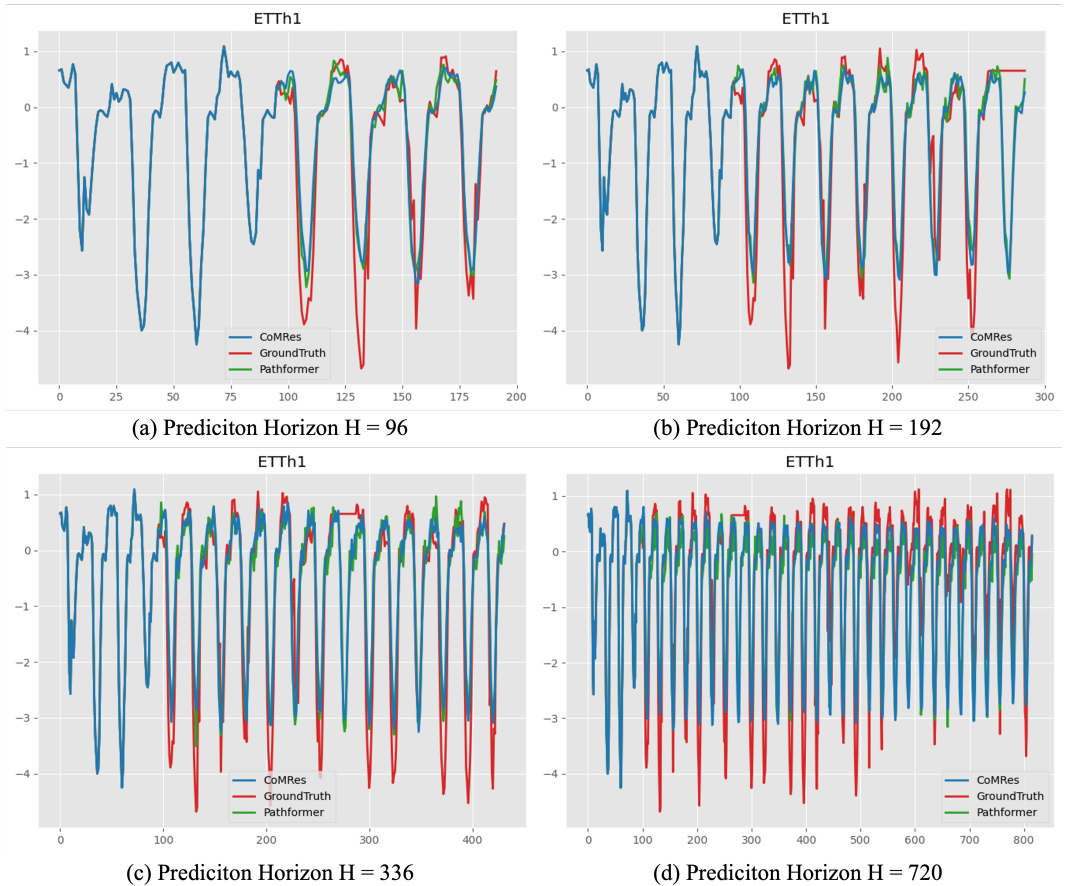 ETTh1
1
0
−1
−2
−3
−4
CoMRes
GroundTruth
Pathformer
0 25 50 75 100 125 150 175 200
(a) Prediciton Horizon H = 96
ETTh1
1
0
−1
−2
−3
−4
CoMRes
GroundTruth
Pathformer
0 50 100 150 200 250 300
(b) Prediciton Horizon H = 192
ETTh1
1
0
−1
−2
−3
−4
CoMRes
GroundTruth
Pathformer
0 100 200 300 400
(c) Prediciton Horizon H = 336
ETTh1
1
0
−1
−2
−3
−4
CoMRes
GroundTruth
Pathformer
0 100 200 300 400 500 600 700 800
(d) Prediciton Horizon H = 720